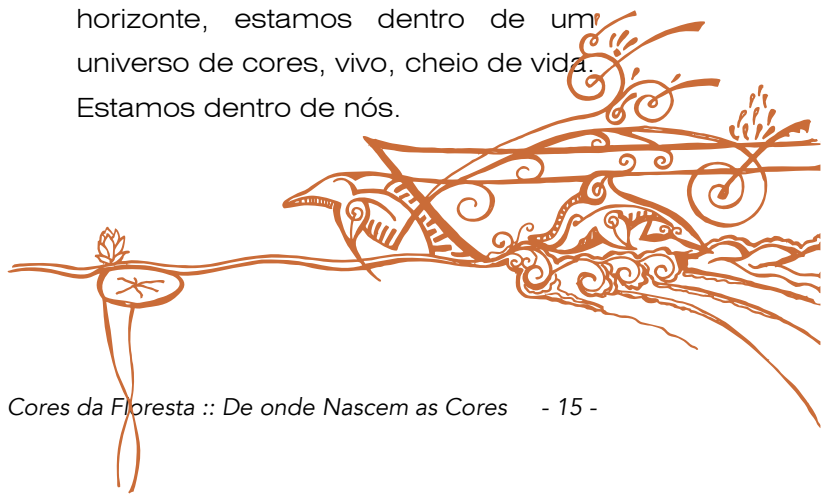 horizonte, estamos dentro de um
universo de cores, vivo, cheio de vida.
Estamos dentro de nós.
Cores da Floresta :: De onde Nascem as Cores - 15 -